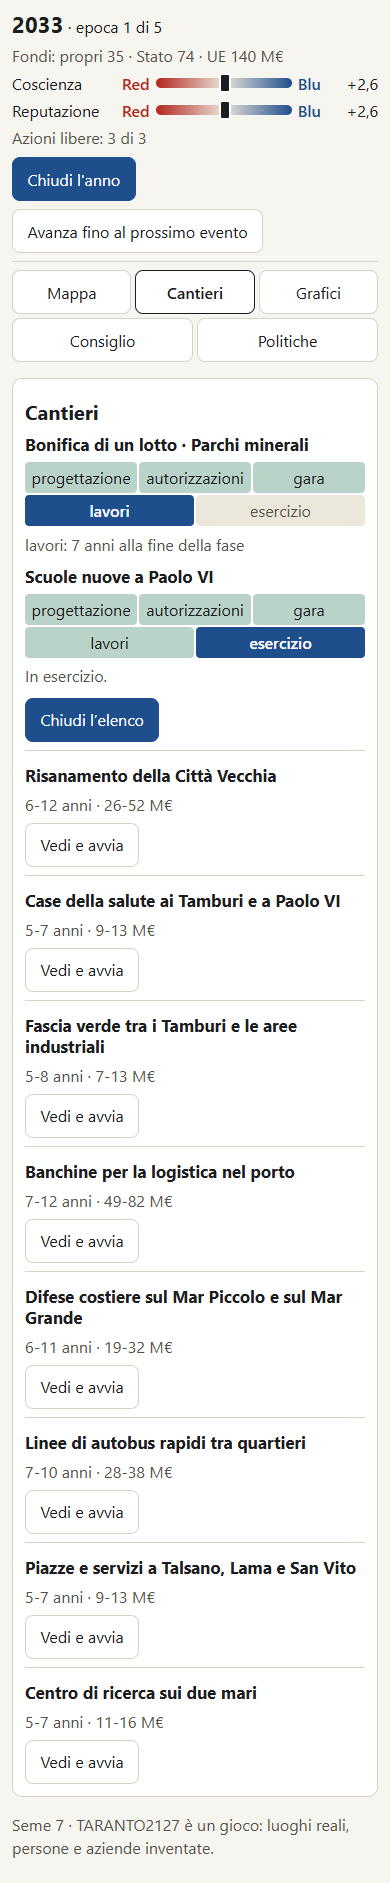 2033 · epoca 1 di 5
Fondi: propri 35 · Stato 74 · UE 140 M€
Coscienza Red Blu +2,6
Reputazione Red Blu +2,6
Azioni libere: 3 di 3
Chiudi l'anno
Avanza fino al prossimo evento
Mappa Cantieri Grafici
Consiglio Politiche
Cantieri
Bonifica di un lotto · Parchi minerali
progettazione autorizzazioni gara
lavori esercizio
lavori: 7 anni alla fine della fase
Scuole nuove a Paolo VI
progettazione autorizzazioni gara
lavori esercizio
In esercizio.
Chiudi l'elenco
Risanamento della Città Vecchia
6-12 anni · 26-52 M€
Vedi e avvia
Case della salute ai Tamburi e a Paolo VI
5-7 anni · 9-13 M€
Vedi e avvia
Fascia verde tra i Tamburi e le aree
industriali
5-8 anni · 7-13 M€
Vedi e avvia
Banchine per la logistica nel porto
7-12 anni · 49-82 M€
Vedi e avvia
Difese costiere sul Mar Piccolo e sul Mar
Grande
6-11 anni · 19-32 M€
Vedi e avvia
Linee di autobus rapidi tra quartieri
7-10 anni · 28-38 M€
Vedi e avvia
Piazze e servizi a Talsano, Lama e San Vito
5-7 anni · 9-13 M€
Vedi e avvia
Centro di ricerca sui due mari
5-7 anni · 11-16 M€
Vedi e avvia
Seme 7 · TARANTO2127 è un gioco: luoghi reali,
persone e aziende inventate.